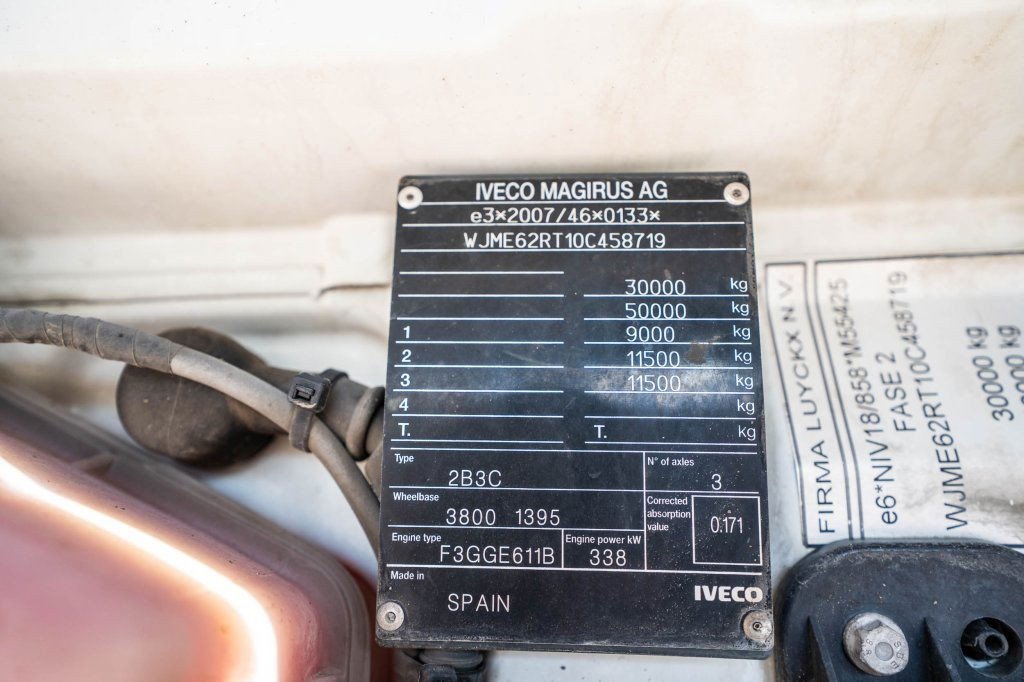 IVECO MAGIRUS AG
e3*2007/46*0133*
WJME62RT10C458719
30000 kg
50000 kg
1 9000 kg
2 11500 kg
3 11500 kg
4 kg
T. T. kg
Type
2B3C
N° of axles
3
Wheelbase
3800 1395
Corrected
absorption
value
0.171
Engine type
F3GGE611B
Engine power kW
338
Made in
SPAIN
IVECO
FIRMA LUYCKX N.V.
e6*NIV18/858*M55425
FASE 2
WJME62RT10C458719
30000 kg
kg